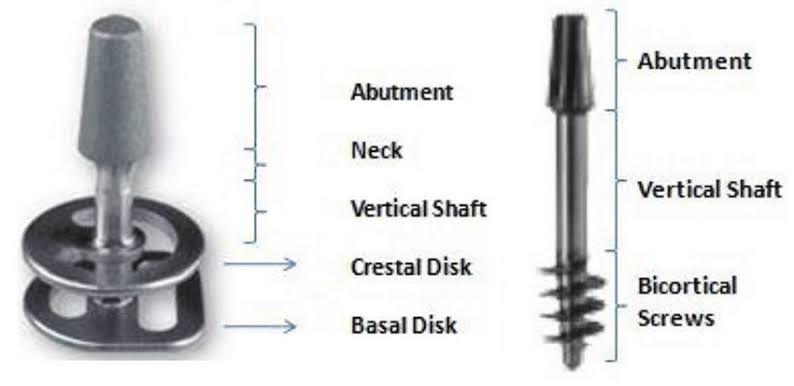 Abutment
Neck
Vertical Shaft
Crestal Disk
Basal Disk
Abutment
Vertical Shaft
Bicortical
Screws